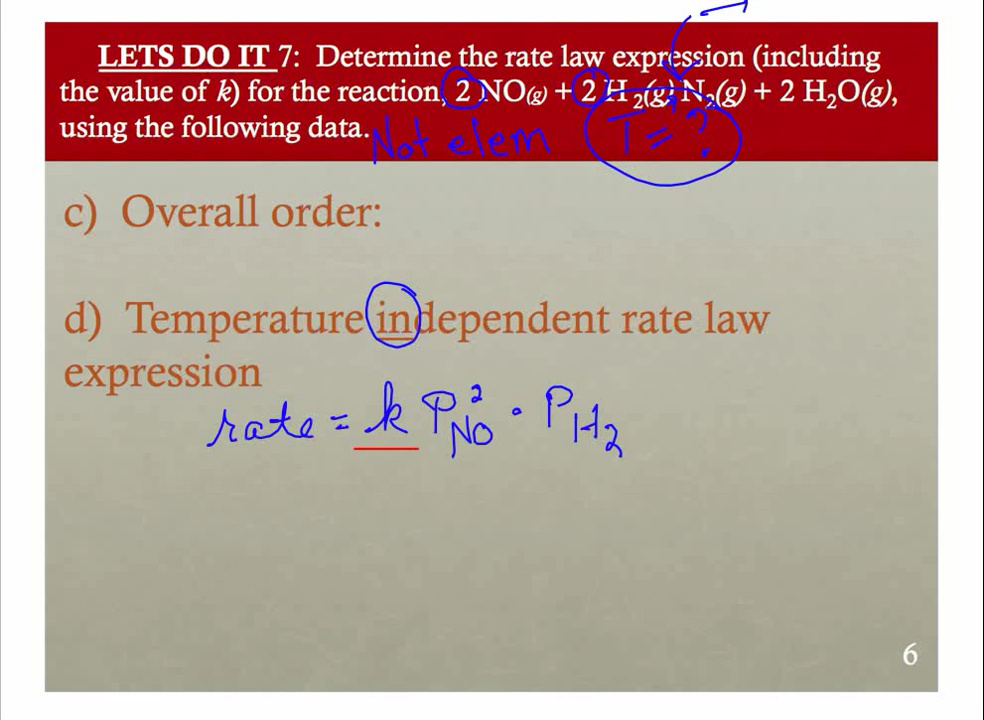 LETS DO IT 7: Determine the rate law expression (including
the value of k) for the reaction, 2 NO(g) + 2 H₂(g) N₂(g) + 2 H₂O(g),
using the following data.
Not elem T = ?
c) Overall order:
d) Temperature independent rate law
expression
rate = k P²NO · PH₂
6